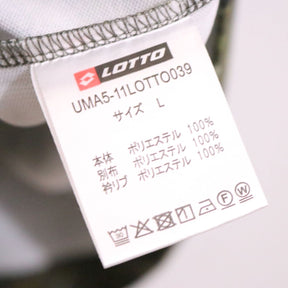 LOTTO
UMA5-11LOTTO039
サイズ L
本体 ポリエステル 100%
別布 ポリエステル 100%
衿リブ ポリエステル 100%